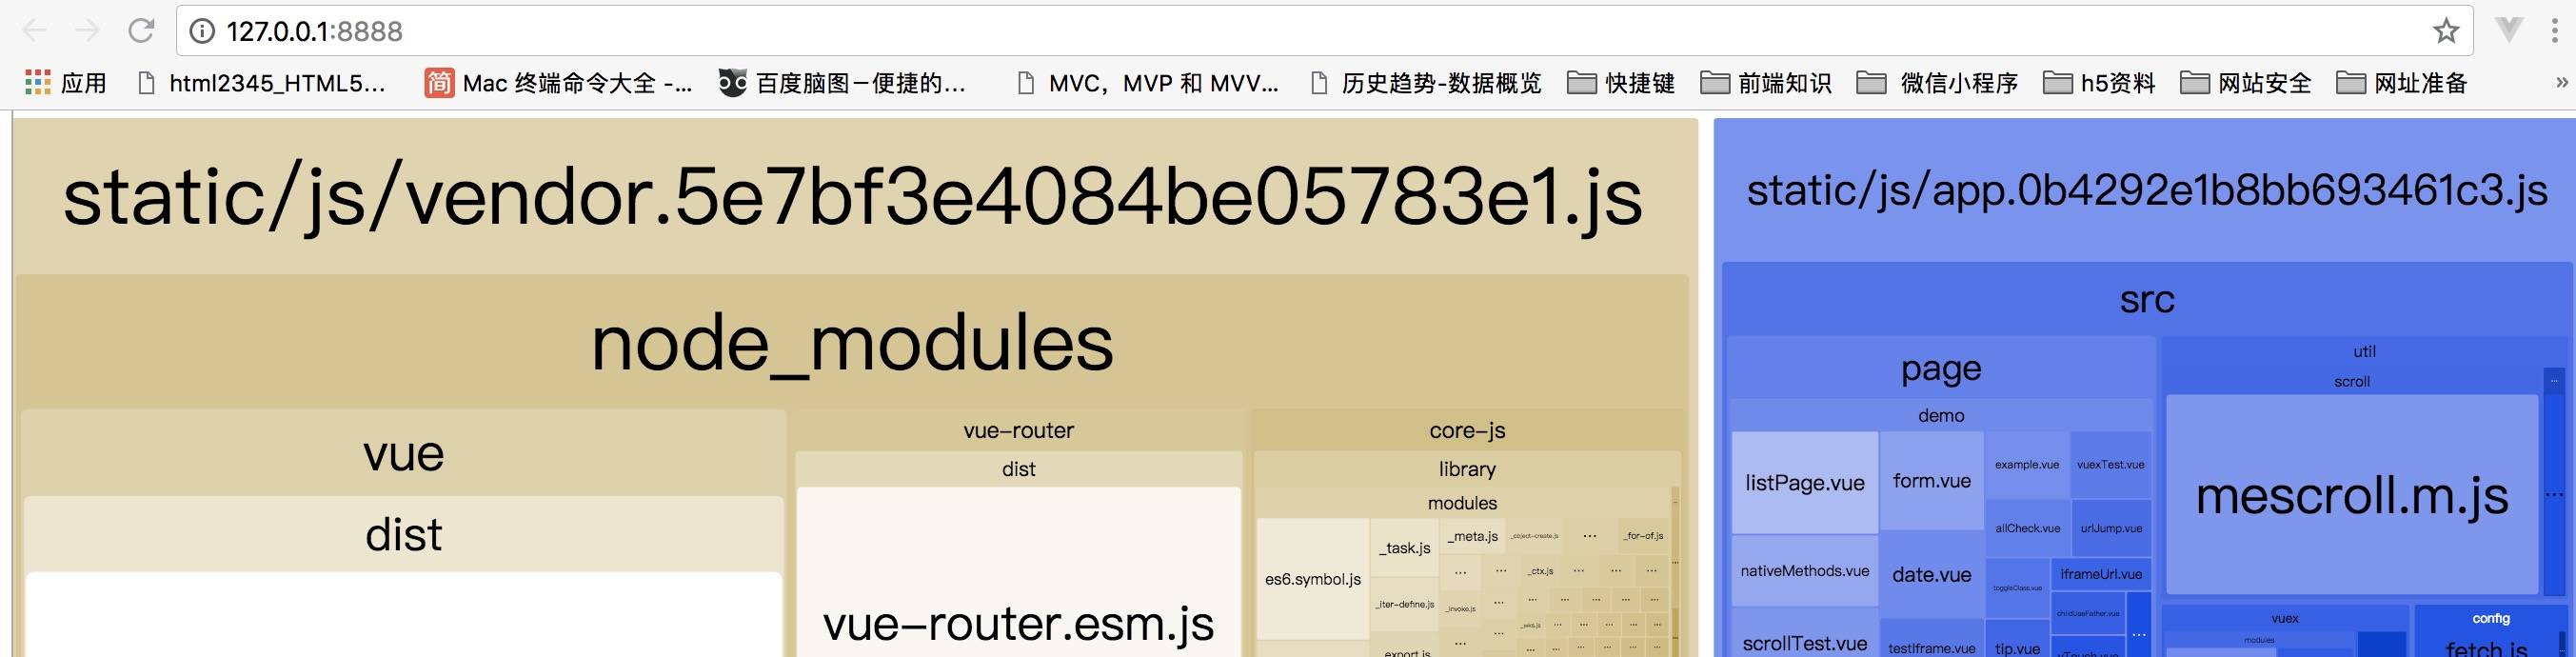 127.0.0.1:8888
应用
html2345_HTML5...
简 Mac 终端命令大全 -...
百度脑图－便捷的...
MVC，MVP 和 MVV...
历史趋势-数据概览
快捷键
前端知识
微信小程序
h5资料
网站安全
网址准备
»
static/js/vendor.5e7bf3e4084be05783e1.js
node_modules
vue
dist
vue-router
dist
vue-router.esm.js
core-js
library
modules
es6.symbol.js
_task.js
_meta.js
_object-create.js
...
_for-of.js
_ctx.js
_iter-define.js
_invoke.js
_wks.js
_export.js
static/js/app.0b4292e1b8bb693461c3.js
src
page
demo
listPage.vue
form.vue
example.vue
vuexTest.vue
allCheck.vue
urlJump.vue
nativeMethods.vue
date.vue
toggleClass.vue
iframeUrl.vue
childUseFather.vue
scrollTest.vue
testIframe.vue
tip.vue
vTouch.vue
...
util
scroll
mescroll.m.js
vuex
modules
config
fetch.js